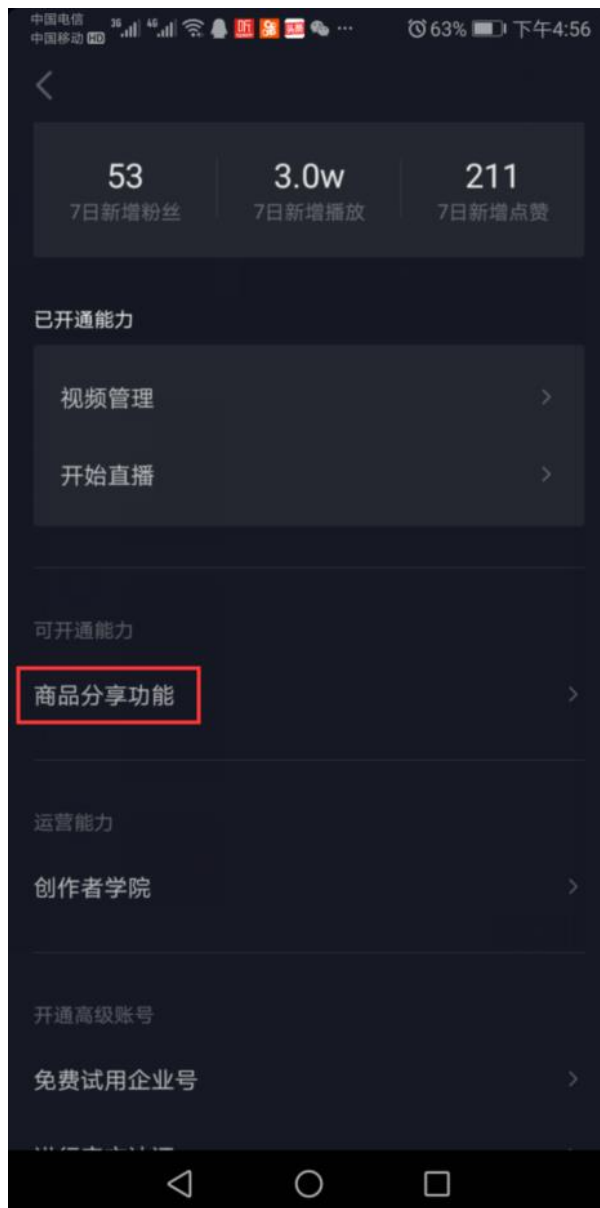 中国电信
中国移动 HD 3G 4G 63% 下午4:56
53 3.0w 211
7日新增粉丝 7日新增播放 7日新增点赞
已开通能力
视频管理
开始直播
可开通能力
商品分享功能
运营能力
创作者学院
开通高级账号
免费试用企业号